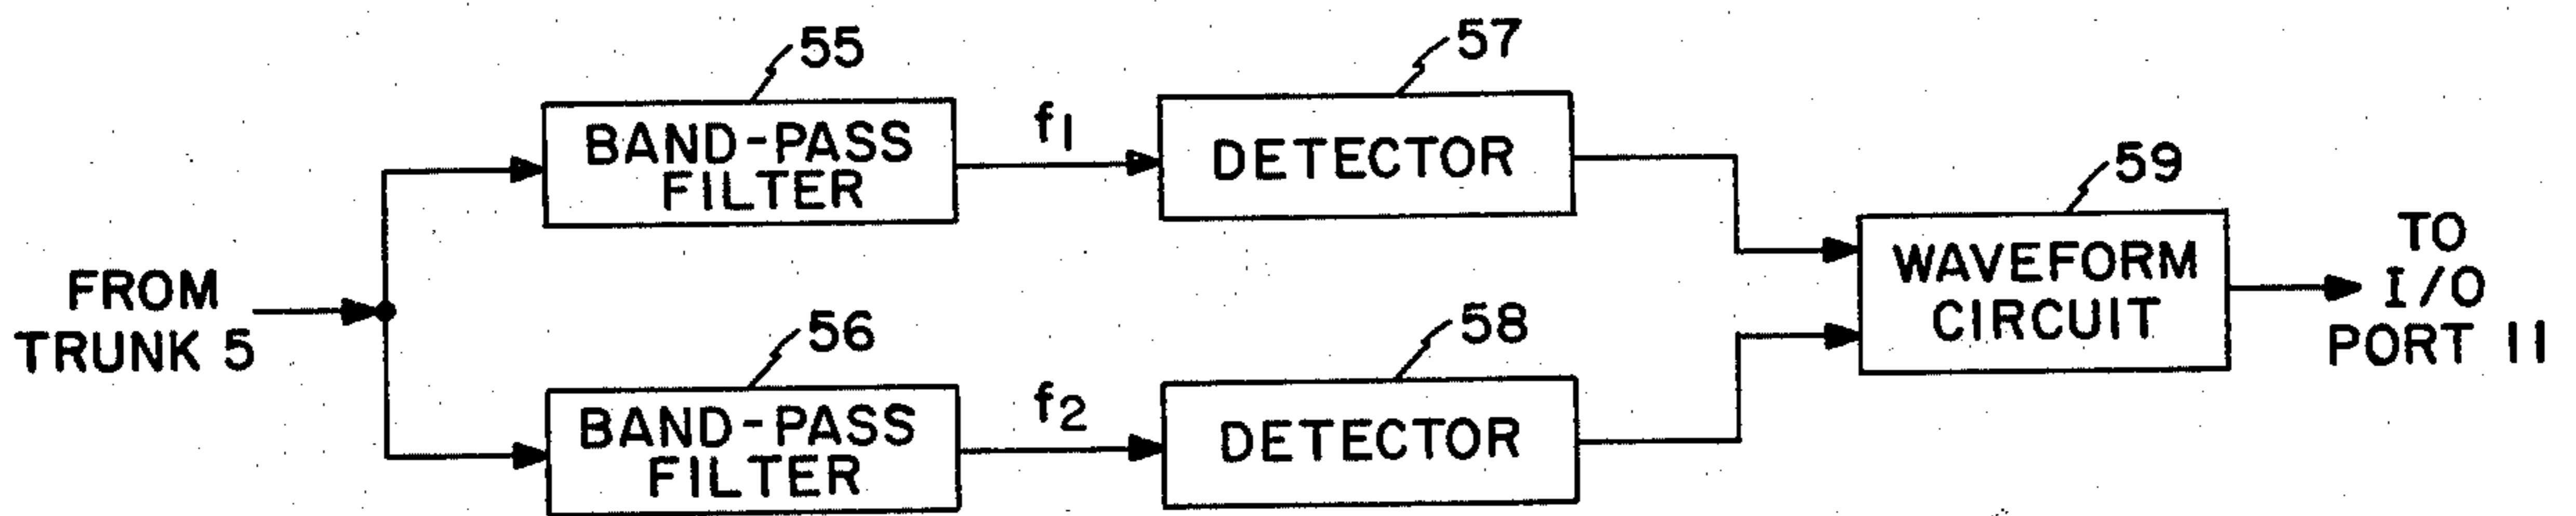 55
57
BAND-PASS
FILTER
f1
DETECTOR
59
FROM
TRUNK 5
WAVEFORM
CIRCUIT
TO
I/O
PORT 11
56
58
BAND-PASS
FILTER
f2
DETECTOR